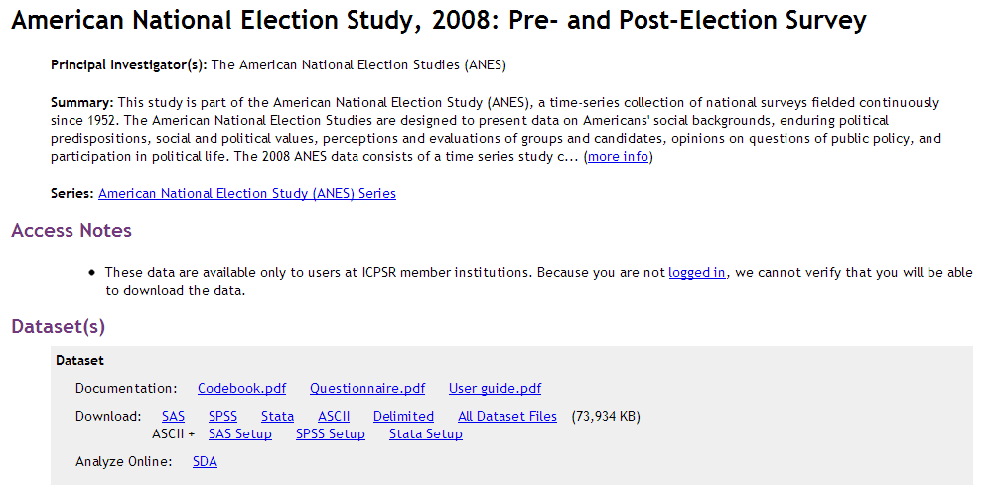 American National Election Study, 2008: Pre- and Post-Election Survey
Principal Investigator(s): The American National Election Studies (ANES)
Summary: This study is part of the American National Election Study (ANES), a time-series collection of national surveys fielded continuously
since 1952. The American National Election Studies are designed to present data on Americans' social backgrounds, enduring political
predispositions, social and political values, perceptions and evaluations of groups and candidates, opinions on questions of public policy, and
participation in political life. The 2008 ANES data consists of a time series study c... (more info)
Series: American National Election Study (ANES) Series
Access Notes
• These data are available only to users at ICPSR member institutions. Because you are not logged in, we cannot verify that you will be able
to download the data.
Dataset(s)
Dataset
Documentation: Codebook.pdf Questionnaire.pdf User guide.pdf
Download: SAS SPSS Stata ASCII Delimited All Dataset Files (73,934 KB)
ASCII + SAS Setup SPSS Setup Stata Setup
Analyze Online: SDA